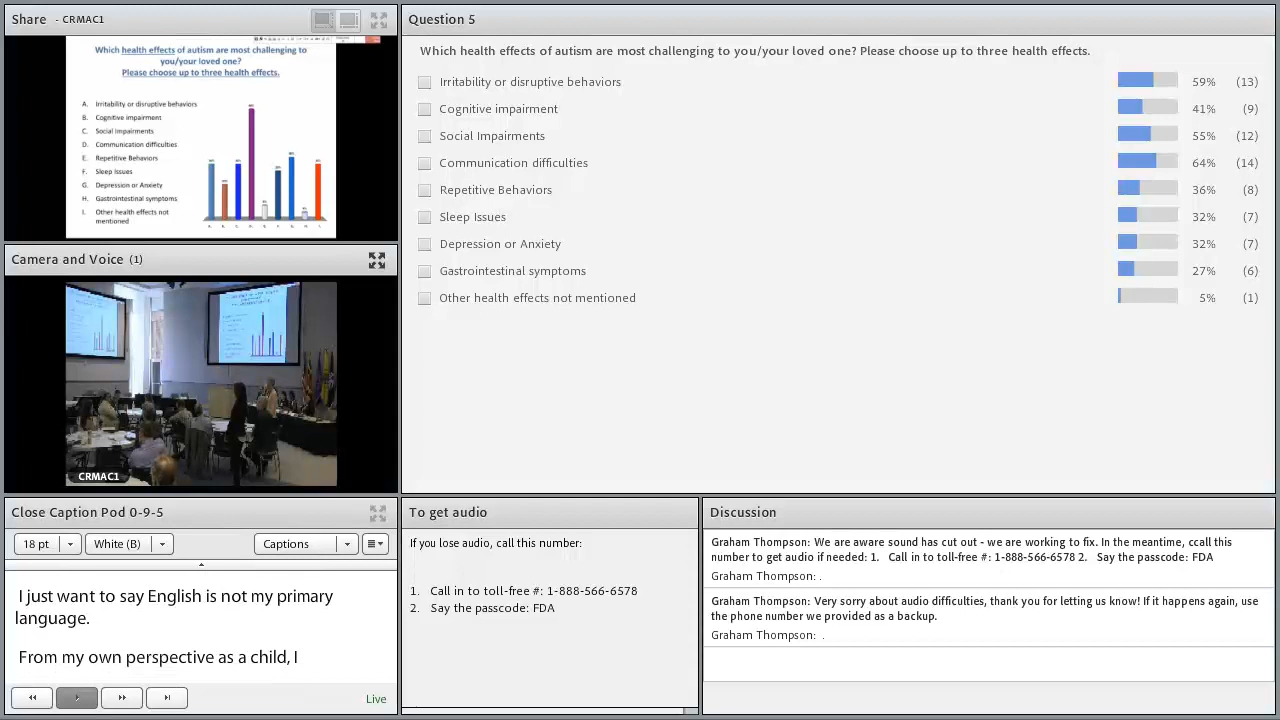 Share - CRMAC1
Which health effects of autism are most challenging to
you/your loved one?
Please choose up to three health effects.
A. Irritability or disruptive behaviors
B. Cognitive impairment
C. Social Impairments
D. Communication difficulties
E. Repetitive Behaviors
F. Sleep Issues
G. Depression or Anxiety
H. Gastrointestinal symptoms
I. Other health effects not
mentioned
Camera and Voice (1)
CRMAC1
Close Caption Pod 0-9-5
18 pt White (B) Captions
I just want to say English is not my primary
language.
From my own perspective as a child, I
Live
Question 5
Which health effects of autism are most challenging to you/your loved one? Please choose up to three health effects.
Irritability or disruptive behaviors 59% (13)
Cognitive impairment 41% (9)
Social Impairments 55% (12)
Communication difficulties 64% (14)
Repetitive Behaviors 36% (8)
Sleep Issues 32% (7)
Depression or Anxiety 32% (7)
Gastrointestinal symptoms 27% (6)
Other health effects not mentioned 5% (1)
To get audio
If you lose audio, call this number:
1. Call in to toll-free #: 1-888-566-6578
2. Say the passcode: FDA
Discussion
Graham Thompson: We are aware sound has cut out - we are working to fix. In the meantime, ccall this
number to get audio if needed: 1. Call in to toll-free #: 1-888-566-6578 2. Say the passcode: FDA
Graham Thompson: .
Graham Thompson: Very sorry about audio difficulties, thank you for letting us know! If it happens again, use
the phone number we provided as a backup.
Graham Thompson: .